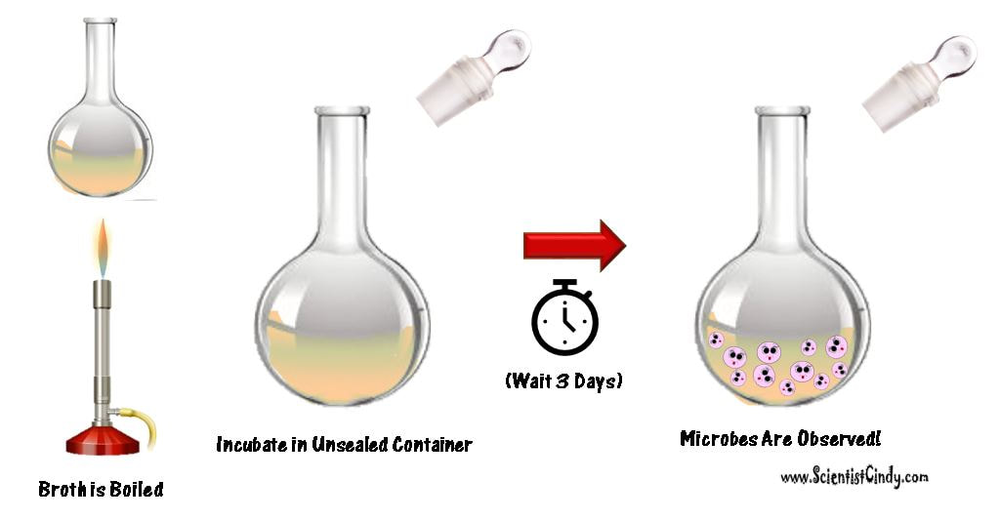 Broth is Boiled
Incubate in Unsealed Container
(Wait 3 Days)
Microbes Are Observed!
www.ScientistCindy.com